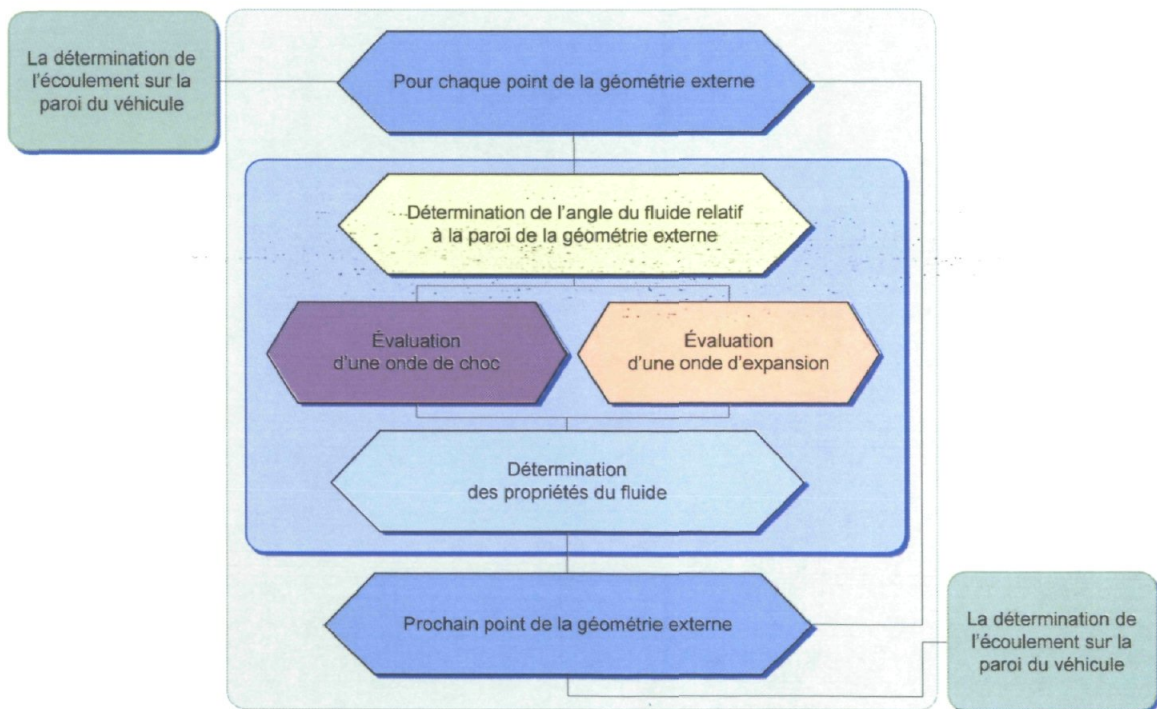 La détermination de
l'écoulement sur la
paroi du véhicule
Pour chaque point de la géométrie externe
Détermination de l'angle du fluide relatif
à la paroi de la géométrie externe
Évaluation
d'une onde de choc
Évaluation
d'une onde d'expansion
Détermination
des propriétés du fluide
Prochain point de la géométrie externe
La détermination de
l'écoulement sur la
paroi du véhicule